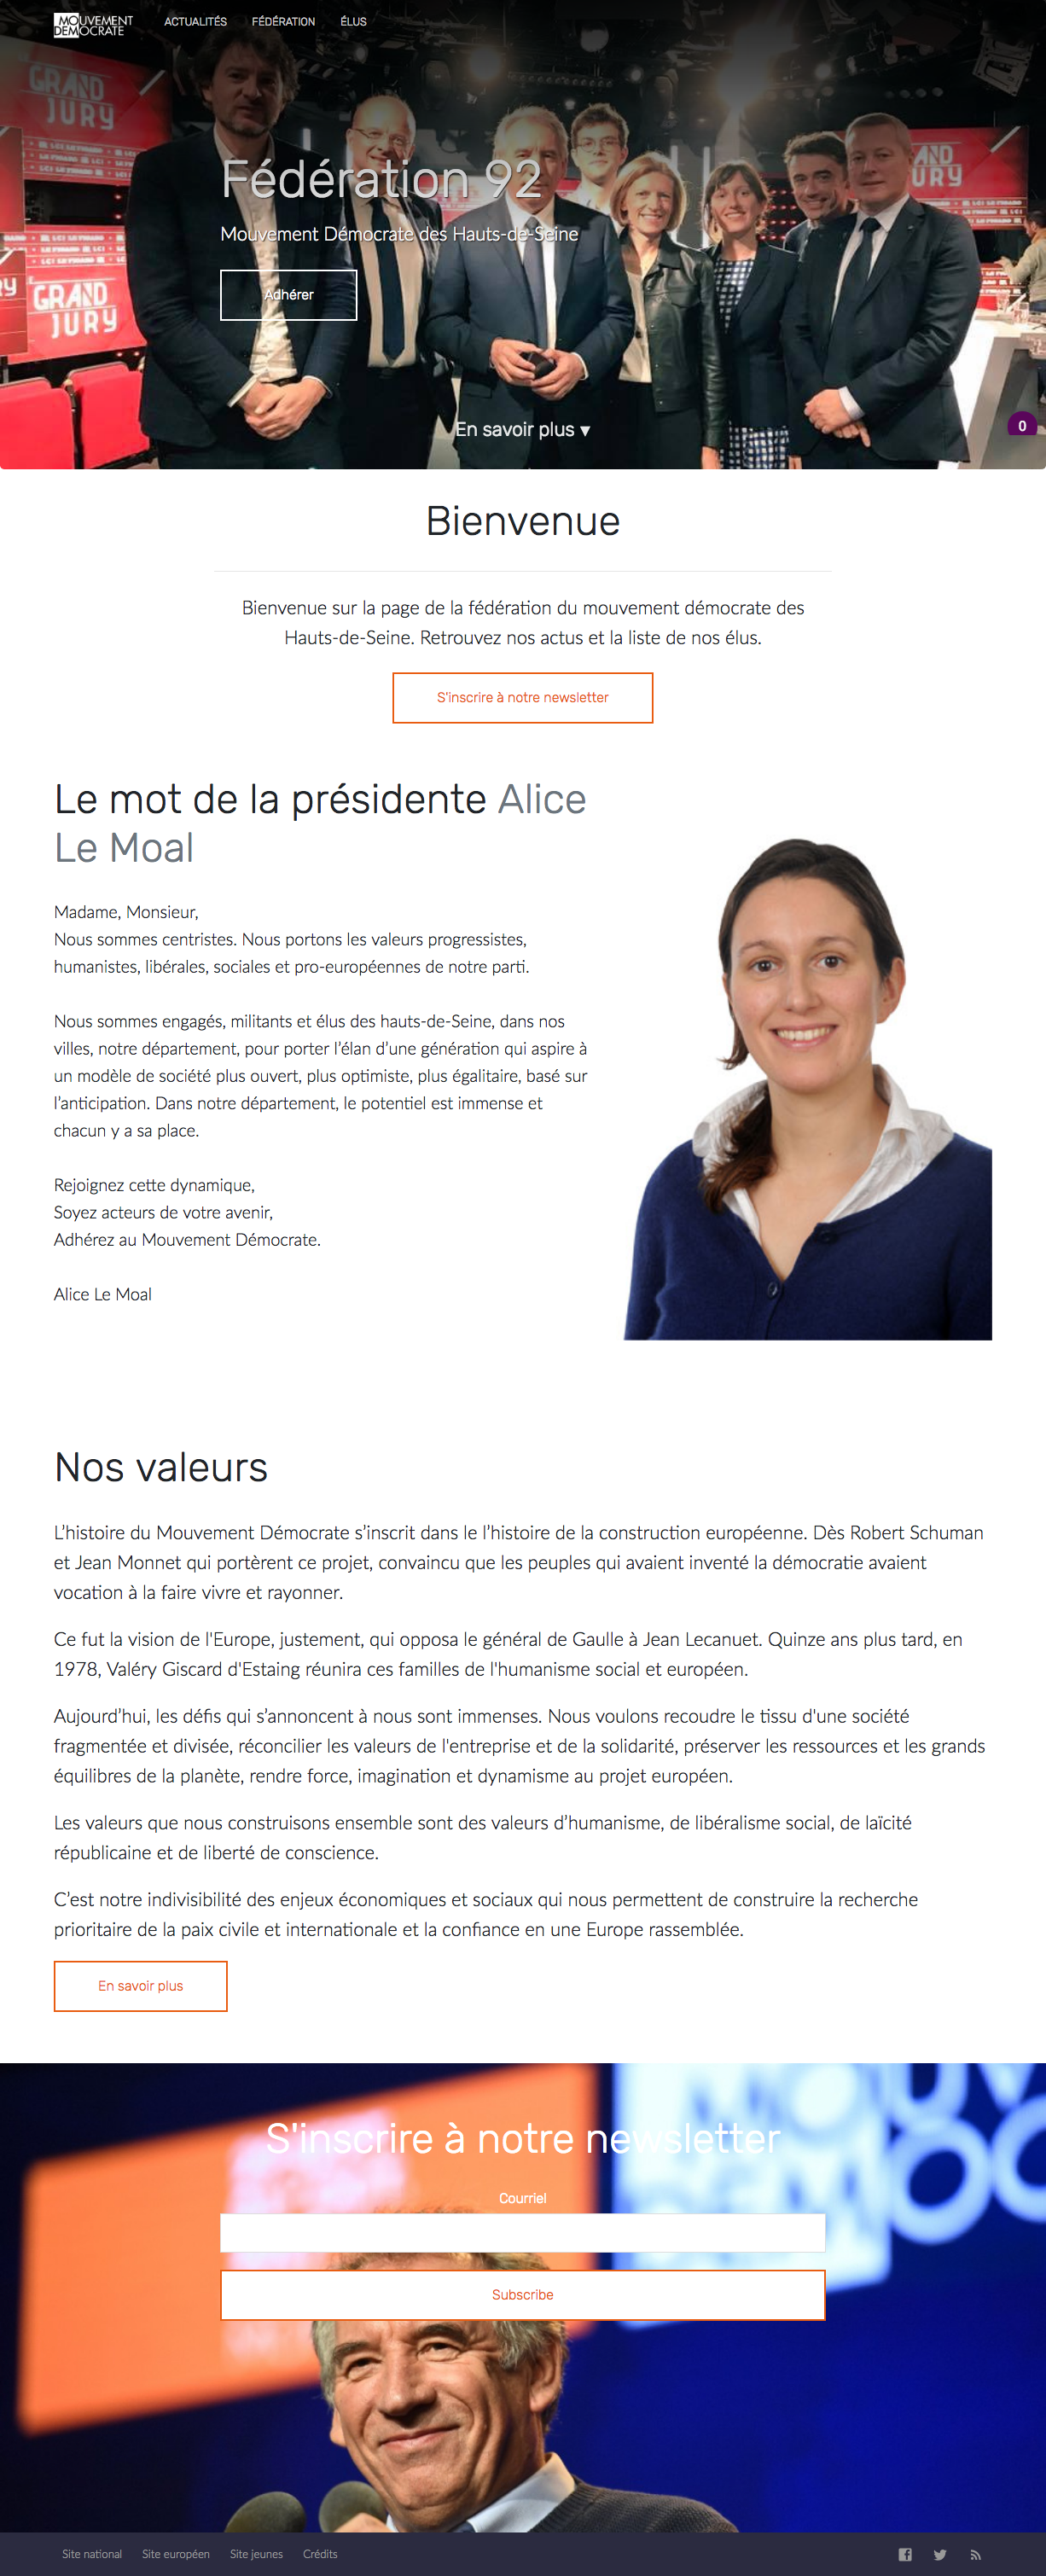 MOUVEMENT
DEMOCRATE
ACTUALITÉS
FÉDÉRATION
ÉLUS
GRAND
JURY
AND
URY
GRAND
JURY
Fédération 92
Mouvement Démocrate des Hauts-de-Seine
Adhérer
En savoir plus ▾
0
Bienvenue
Bienvenue sur la page de la fédération du mouvement démocrate des
Hauts-de-Seine. Retrouvez nos actus et la liste de nos élus.
S'inscrire à notre newsletter
Le mot de la présidente Alice
Le Moal
Madame, Monsieur,
Nous sommes centristes. Nous portons les valeurs progressistes,
humanistes, libérales, sociales et pro-européennes de notre parti.
Nous sommes engagés, militants et élus des hauts-de-Seine, dans nos
villes, notre département, pour porter l’élan d’une génération qui aspire à
un modèle de société plus ouvert, plus optimiste, plus égalitaire, basé sur
l’anticipation. Dans notre département, le potentiel est immense et
chacun y a sa place.
Rejoignez cette dynamique,
Soyez acteurs de votre avenir,
Adhérez au Mouvement Démocrate.
Alice Le Moal
Nos valeurs
L’histoire du Mouvement Démocrate s’inscrit dans le l’histoire de la construction européenne. Dès Robert Schuman
et Jean Monnet qui portèrent ce projet, convaincu que les peuples qui avaient inventé la démocratie avaient
vocation à la faire vivre et rayonner.
Ce fut la vision de l'Europe, justement, qui opposa le général de Gaulle à Jean Lecanuet. Quinze ans plus tard, en
1978, Valéry Giscard d'Estaing réunira ces familles de l'humanisme social et européen.
Aujourd’hui, les défis qui s’annoncent à nous sont immenses. Nous voulons recoudre le tissu d'une société
fragmentée et divisée, réconcilier les valeurs de l'entreprise et de la solidarité, préserver les ressources et les grands
équilibres de la planète, rendre force, imagination et dynamisme au projet européen.
Les valeurs que nous construisons ensemble sont des valeurs d’humanisme, de libéralisme social, de laïcité
républicaine et de liberté de conscience.
C’est notre indivisibilité des enjeux économiques et sociaux qui nous permettent de construire la recherche
prioritaire de la paix civile et internationale et la confiance en une Europe rassemblée.
En savoir plus
S'inscrire à notre newsletter
Courriel
Subscribe
Site national
Site européen
Site jeunes
Crédits